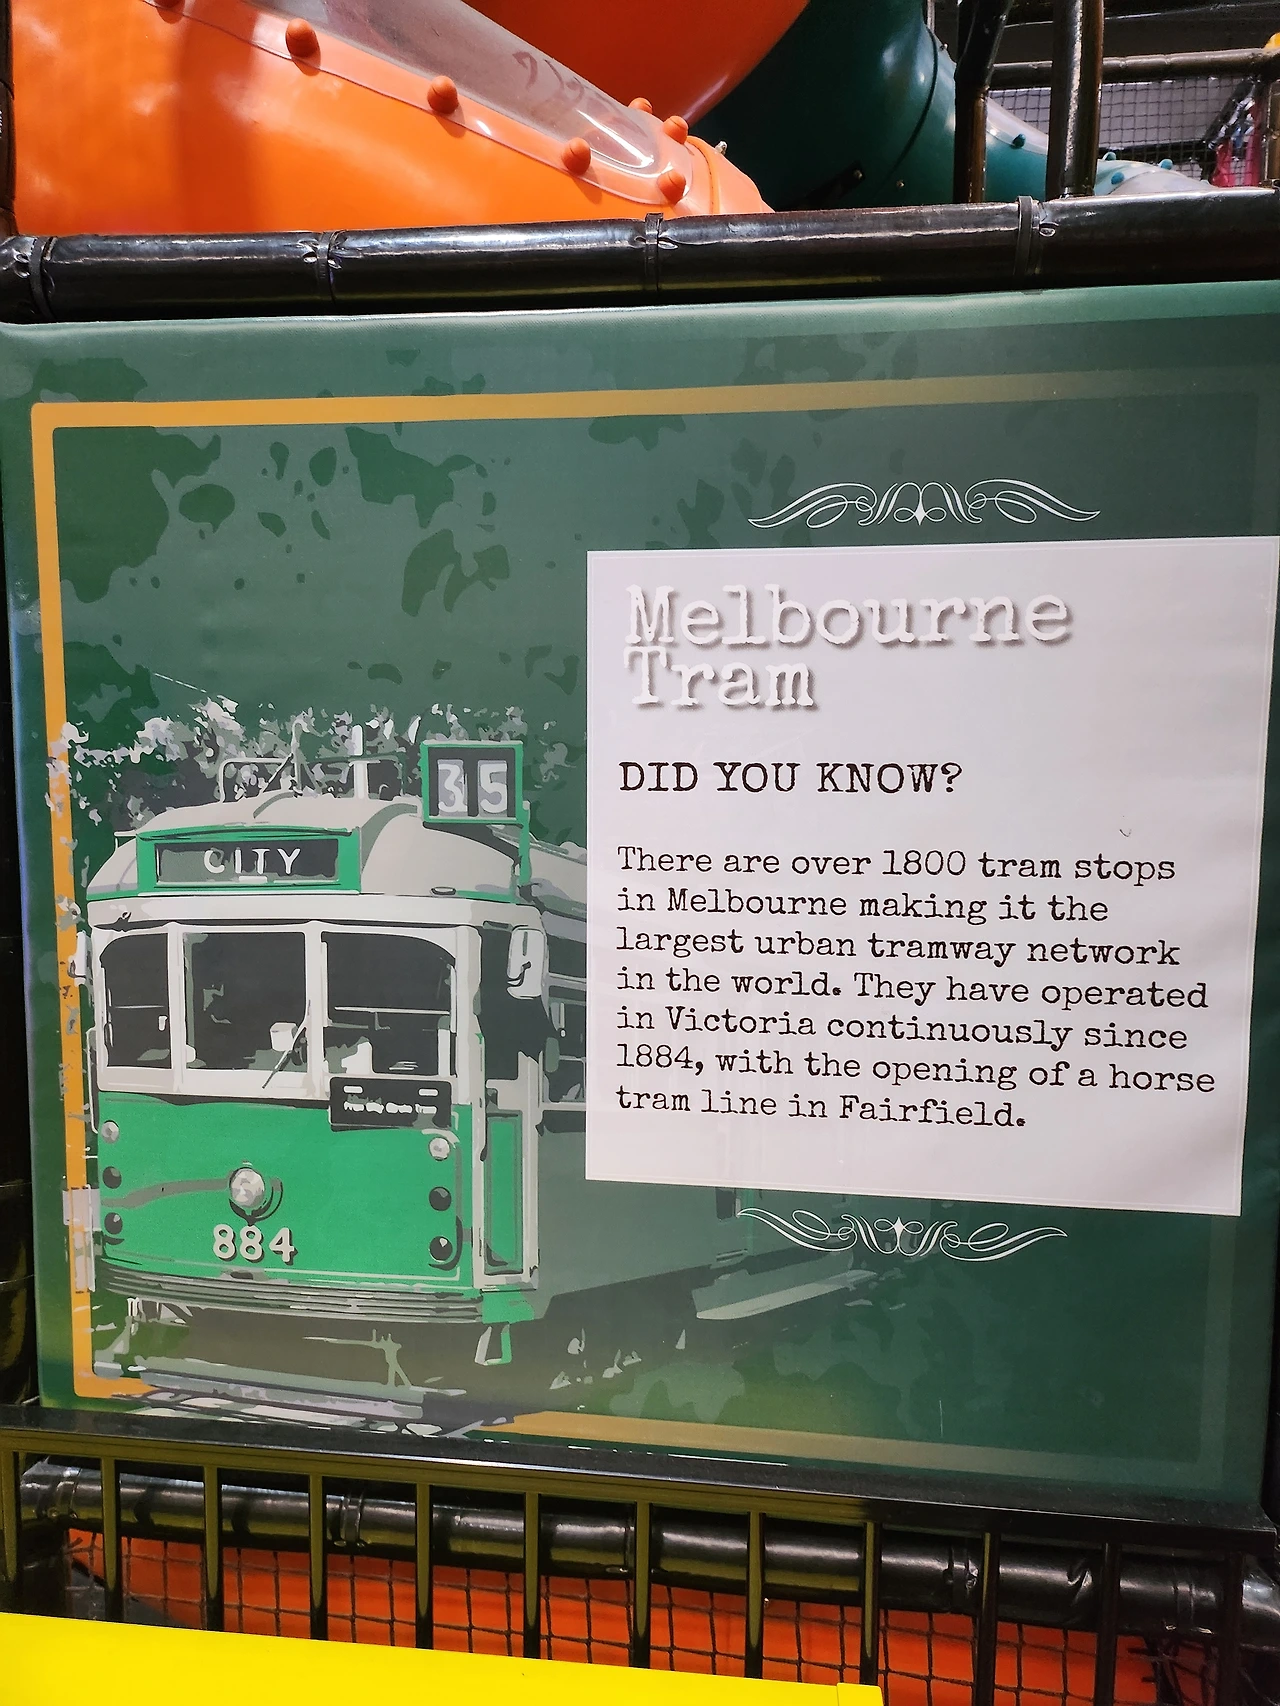 35
CITY
884
Melbourne
Tram
DID YOU KNOW?
There are over 1800 tram stops
in Melbourne making it the
largest urban tramway network
in the world. They have operated
in Victoria continuously since
1884, with the opening of a horse
tram line in Fairfield.